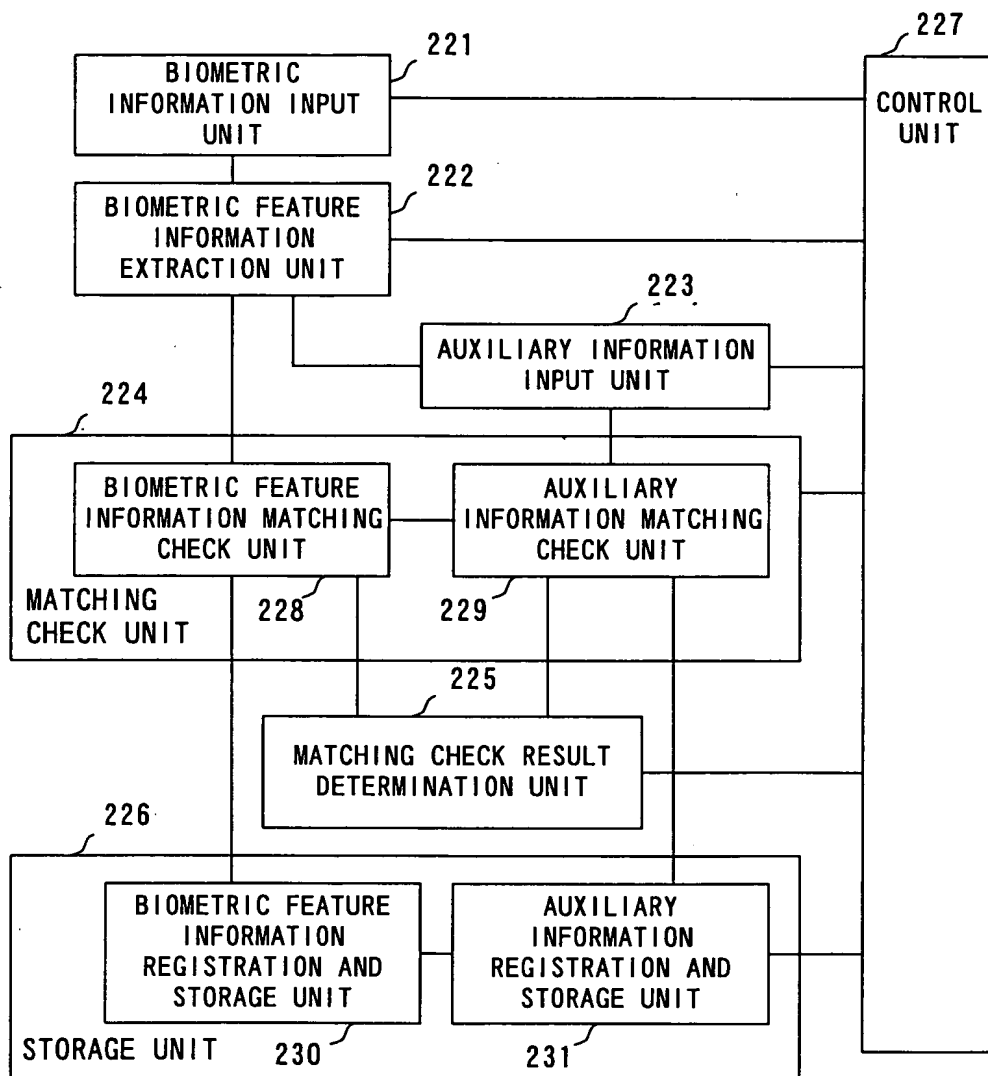 221
BIOMETRIC
INFORMATION INPUT
UNIT
227
CONTROL
UNIT
222
BIOMETRIC FEATURE
INFORMATION
EXTRACTION UNIT
223
AUXILIARY INFORMATION
INPUT UNIT
224
BIOMETRIC FEATURE
INFORMATION MATCHING
CHECK UNIT
228
AUXILIARY
INFORMATION MATCHING
CHECK UNIT
229
MATCHING
CHECK UNIT
225
MATCHING CHECK RESULT
DETERMINATION UNIT
226
BIOMETRIC FEATURE
INFORMATION
REGISTRATION AND
STORAGE UNIT
230
AUXILIARY
INFORMATION
REGISTRATION AND
STORAGE UNIT
231
STORAGE UNIT